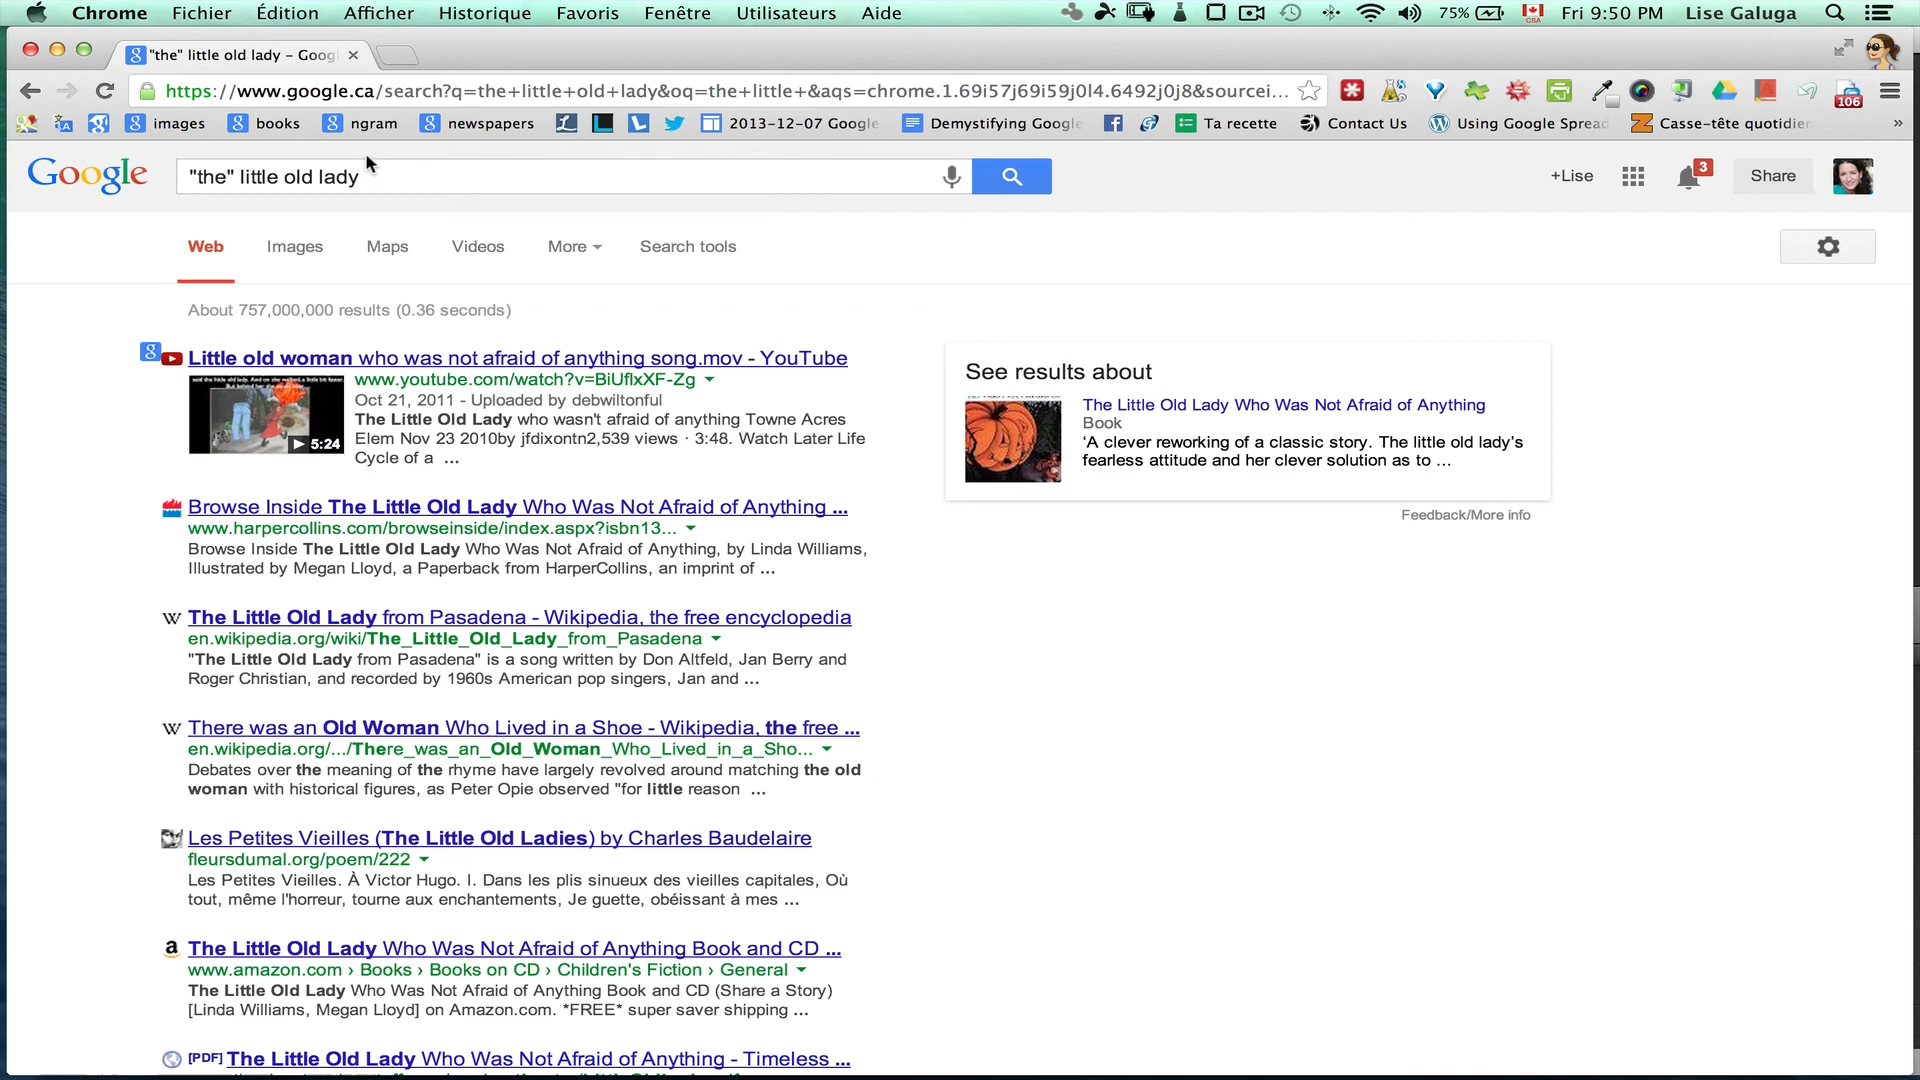 Chrome Fichier Édition Afficher Historique Favoris Fenêtre Utilisateurs Aide 75% Fri 9:50 PM Lise Galuga
"the" little old lady – Goog
https://www.google.ca/search?q=the+little+old+lady&oq=the+little+&aqs=chrome.1.69i57j69i59j0l4.6492j0j8&sourcei... 106
images books ngram newspapers 2013-12-07 Google Demystifying Google Ta recette Contact Us Using Google Spread Casse-tête quotidien »
Google "the" little old lady +Lise 3 Share
Web Images Maps Videos More Search tools
About 757,000,000 results (0.36 seconds)
Little old woman who was not afraid of anything song.mov - YouTube
www.youtube.com/watch?v=BiUflxXF-Zg
Oct 21, 2011 - Uploaded by debwiltonful
The Little Old Lady who wasn't afraid of anything Towne Acres
Elem Nov 23 2010by jfdixontn2,539 views · 3:48. Watch Later Life
Cycle of a ...
5:24
See results about
The Little Old Lady Who Was Not Afraid of Anything
Book
‘A clever reworking of a classic story. The little old lady’s
fearless attitude and her clever solution as to ...
Feedback/More info
Browse Inside The Little Old Lady Who Was Not Afraid of Anything ...
www.harpercollins.com/browseinside/index.aspx?isbn13...
Browse Inside The Little Old Lady Who Was Not Afraid of Anything, by Linda Williams,
Illustrated by Megan Lloyd, a Paperback from HarperCollins, an imprint of ...
The Little Old Lady from Pasadena - Wikipedia, the free encyclopedia
en.wikipedia.org/wiki/The_Little_Old_Lady_from_Pasadena
"The Little Old Lady from Pasadena" is a song written by Don Altfeld, Jan Berry and
Roger Christian, and recorded by 1960s American pop singers, Jan and ...
There was an Old Woman Who Lived in a Shoe - Wikipedia, the free ...
en.wikipedia.org/.../There_was_an_Old_Woman_Who_Lived_in_a_Sho...
Debates over the meaning of the rhyme have largely revolved around matching the old
woman with historical figures, as Peter Opie observed "for little reason ...
Les Petites Vieilles (The Little Old Ladies) by Charles Baudelaire
fleursdumal.org/poem/222
Les Petites Vieilles. À Victor Hugo. I. Dans les plis sinueux des vieilles capitales, Où
tout, même l'horreur, tourne aux enchantements, Je guette, obéissant à mes ...
The Little Old Lady Who Was Not Afraid of Anything Book and CD ...
www.amazon.com › Books › Books on CD › Children's Fiction › General
The Little Old Lady Who Was Not Afraid of Anything Book and CD (Share a Story)
[Linda Williams, Megan Lloyd] on Amazon.com. *FREE* super saver shipping ...
[PDF] The Little Old Lady Who Was Not Afraid of Anything - Timeless ...